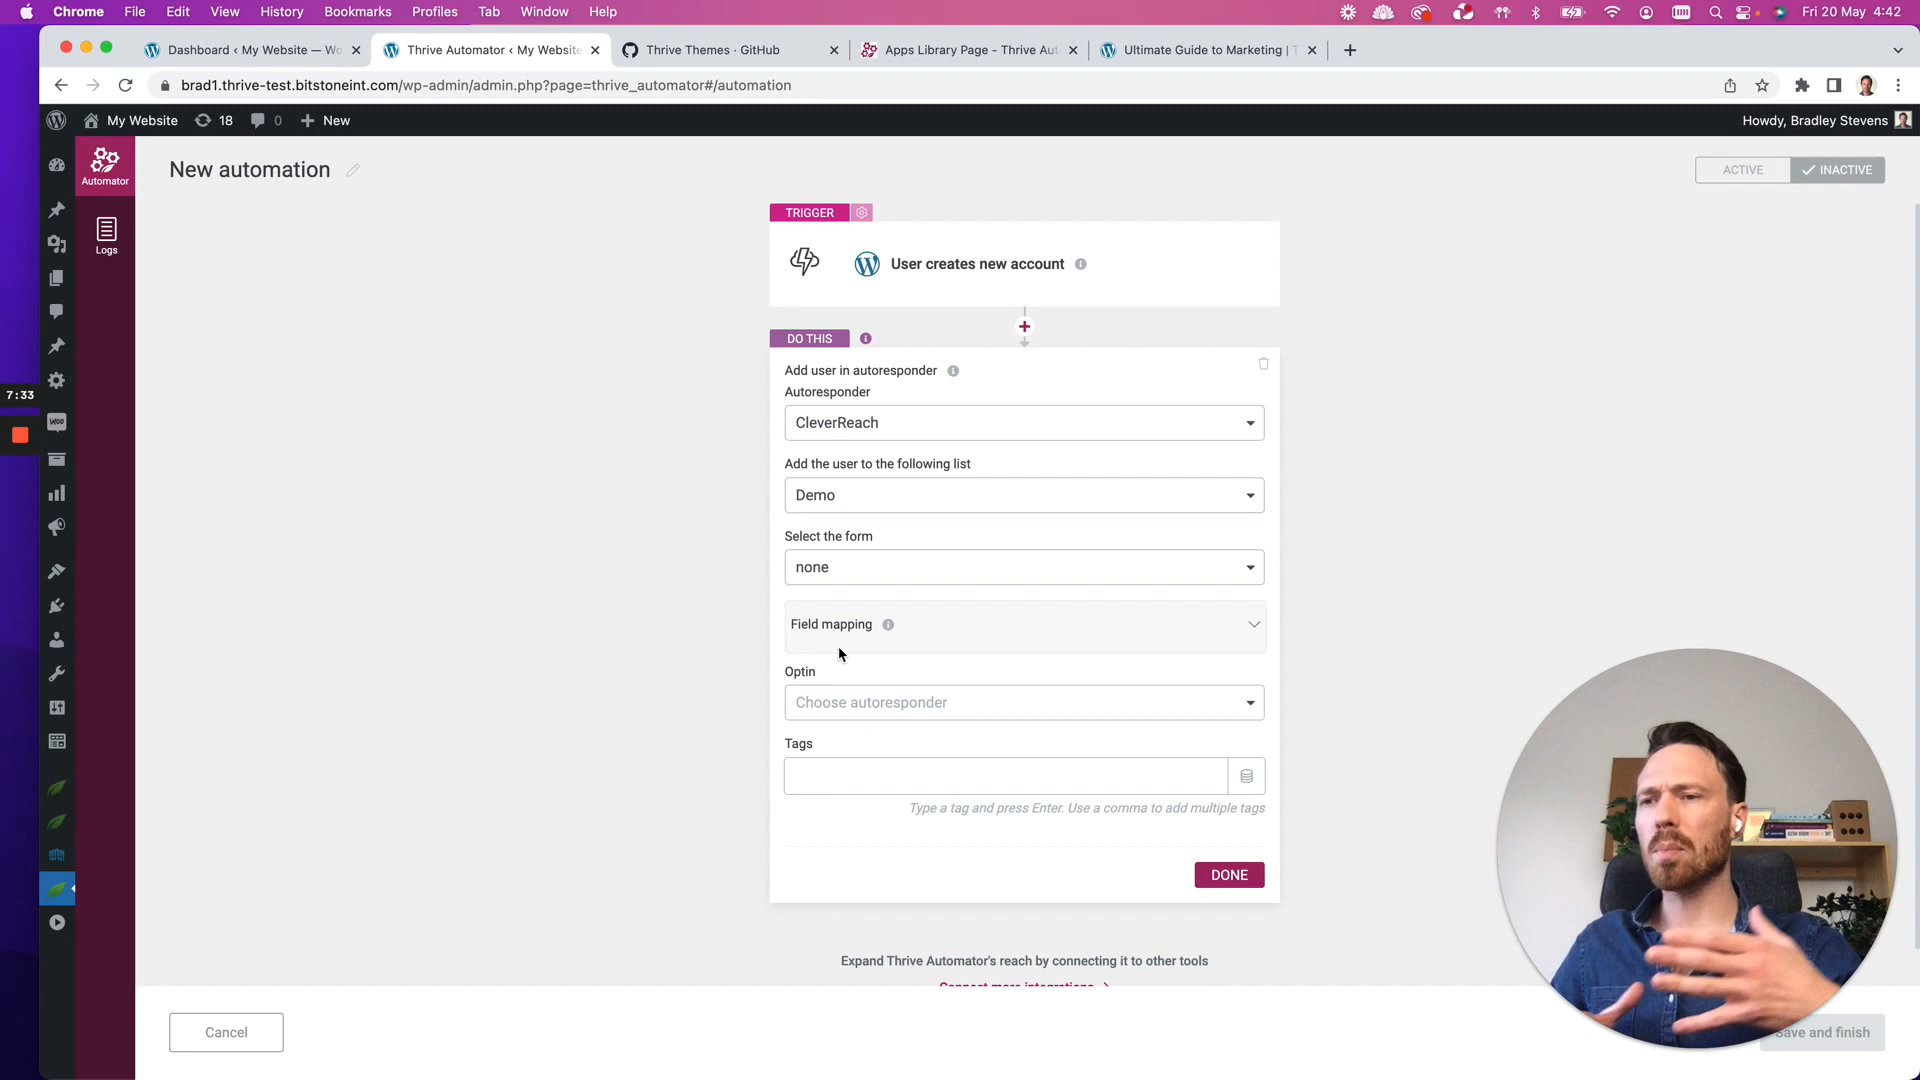 Chrome File Edit View History Bookmarks Profiles Tab Window Help Fri 20 May 4:42
Dashboard ‹ My Website — Wo Thrive Automator ‹ My Website Thrive Themes · GitHub Apps Library Page - Thrive Aut Ultimate Guide to Marketing | T
brad1.thrive-test.bitstoneint.com/wp-admin/admin.php?page=thrive_automator#/automation
My Website 18 0 New Howdy, Bradley Stevens
Automator
New automation
ACTIVE INACTIVE
TRIGGER
Logs
User creates new account
DO THIS
Add user in autoresponder
Autoresponder
7:33
CleverReach
WOO
Add the user to the following list
Demo
Select the form
none
Field mapping
Optin
Choose autoresponder
Tags
Type a tag and press Enter. Use a comma to add multiple tags
DONE
Expand Thrive Automator's reach by connecting it to other tools
Connect more integrations
Cancel
Save and finish